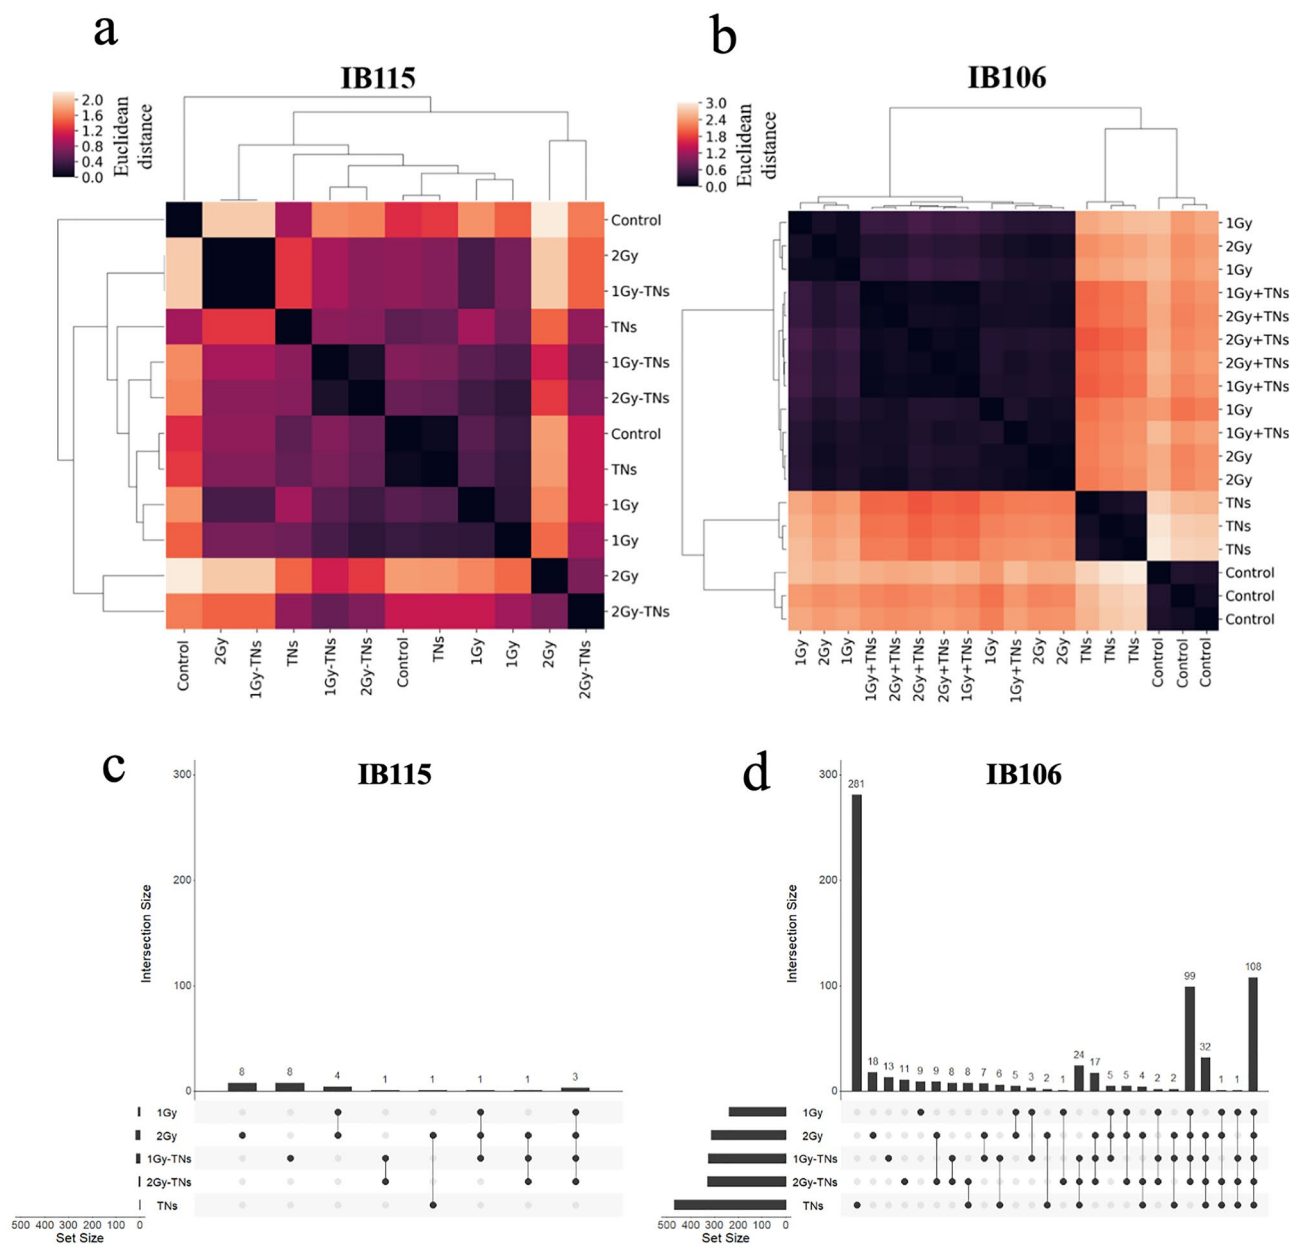 a
IB115
2.0
1.6
1.2
0.8
0.4
0.0
Euclidean
distance
Control
2Gy
1Gy-TNs
TNs
1Gy-TNs
2Gy-TNs
Control
TNs
1Gy
1Gy
2Gy
2Gy-TNs
Control
2Gy
1Gy-TNs
TNs
1Gy-TNs
2Gy-TNs
Control
TNs
1Gy
1Gy
2Gy
2Gy-TNs
b
IB106
3.0
2.4
1.8
1.2
0.6
0.0
Euclidean
distance
1Gy
2Gy
1Gy
1Gy+TNs
2Gy+TNs
2Gy+TNs
2Gy+TNs
1Gy+TNs
1Gy
1Gy+TNs
2Gy
2Gy
TNs
TNs
TNs
Control
Control
Control
1Gy
2Gy
1Gy
1Gy+TNs
2Gy+TNs
2Gy+TNs
2Gy+TNs
1Gy+TNs
1Gy
1Gy+TNs
2Gy
2Gy
TNs
TNs
TNs
Control
Control
Control
c
IB115
300
200
100
0
Intersection Size
8 8 4 1 1 1 1 3
1Gy
2Gy
1Gy-TNs
2Gy-TNs
TNs
500 400 300 200 100 0
Set Size
d
IB106
300
200
100
0
Intersection Size
281 18 13 11 9 9 8 8 7 6 5 3 2 1 24 17 5 5 4 2 2 99 32 1 1 108
1Gy
2Gy
1Gy-TNs
2Gy-TNs
TNs
500 400 300 200 100 0
Set Size